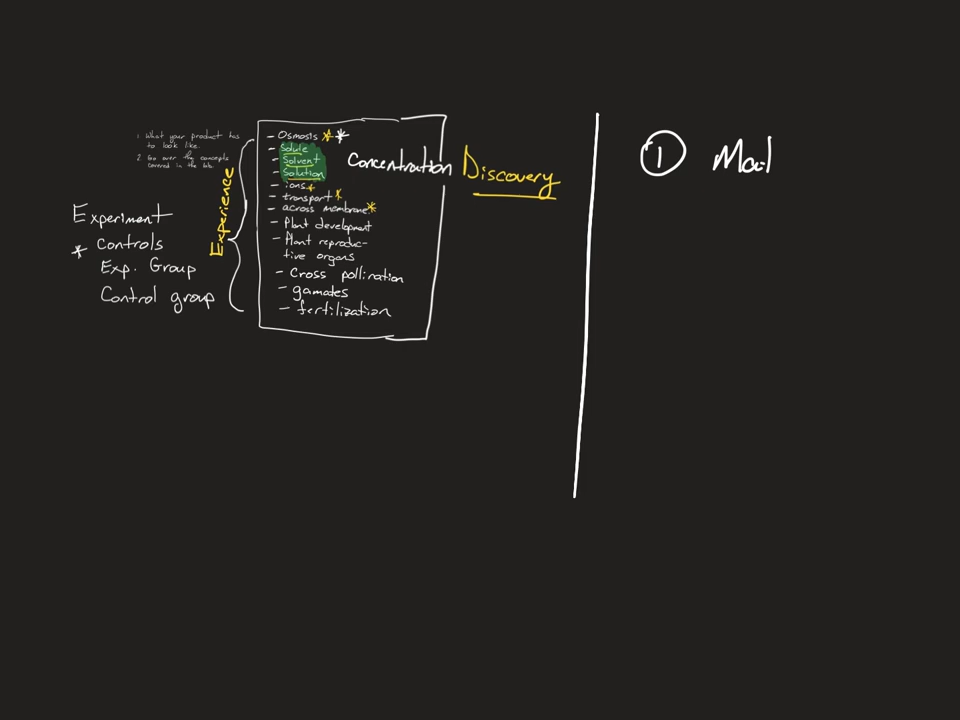 1. What your product has
to look like.
2. Go over the concepts
covered in the lab.
Experiment
* Controls
Exp. Group
Control group
Experience
- Osmosis * *
- Solute
- Solvent
- Solution
- ions *
- transport *
- across membrane *
- Plant development
- Plant reproduc-
tive organs
- Cross pollination
- gamates
- fertilization
Concentration
Discovery
1 Mail